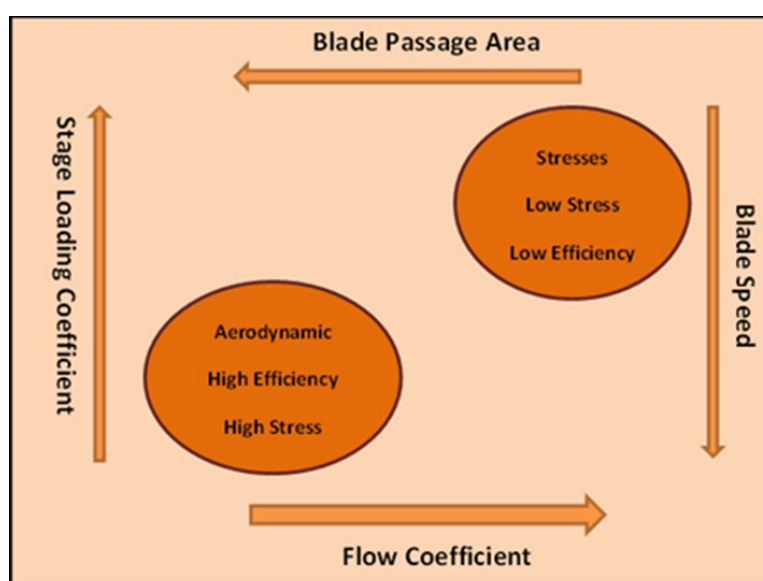 Blade Passage Area
Stage Loading Coefficient
Stresses
Low Stress
Low Efficiency
Blade Speed
Aerodynamic
High Efficiency
High Stress
Flow Coefficient